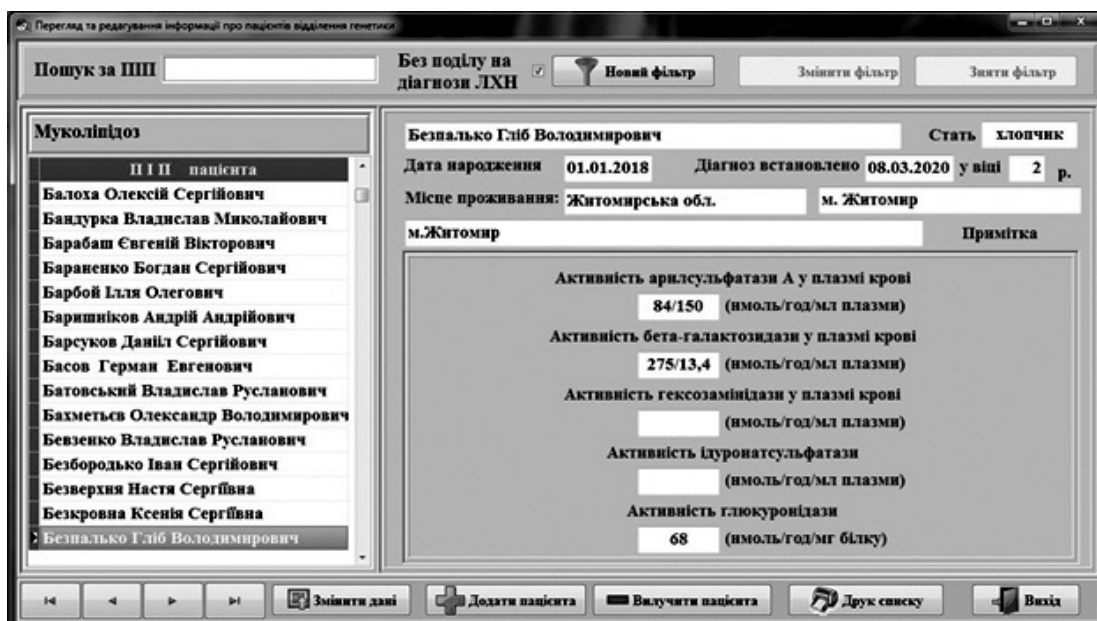 Перегляд та редагування інформації про пацієнтів відділення генетики
Пошук за ПІП
Без поділу на
діагнози ЛХН
Новий фільтр
Змінити фільтр
Зняти фільтр
Муколіпідоз
П І П пацієнта
Балоха Олексій Сергійович
Бандурка Владислав Миколайович
Барабаш Євгеній Вікторович
Бараненко Богдан Сергійович
Барбой Ілля Олегович
Баришніков Андрій Андрійович
Барсуков Данііл Сергійович
Басов Герман Евгенович
Батовський Владислав Русланович
Бахметьєв Олександр Володимирович
Бевзенко Владислав Русланович
Безбородько Іван Сергійович
Безверхня Настя Сергіївна
Безкровна Ксенія Сергіївна
Безпалько Гліб Володимирович
Безпалько Гліб Володимирович Стать хлопчик
Дата народження 01.01.2018 Діагноз встановлено 08.03.2020 у віці 2 р.
Місце проживання: Житомирська обл. м. Житомир
м.Житомир Примітка
Активність арилсульфатази А у плазмі крові
84/150 (нмоль/год/мл плазми)
Активність бета-галактозидази у плазмі крові
275/13,4 (нмоль/год/мл плазми)
Активність гексозамінідази у плазмі крові
(нмоль/год/мл плазми)
Активність ідуронатсульфатази
(нмоль/год/мл плазми)
Активність глюкуронідази
68 (нмоль/год/мг білку)
Змінити дані
Додати пацієнта
Вилучити пацієнта
Друк списку
Вихід